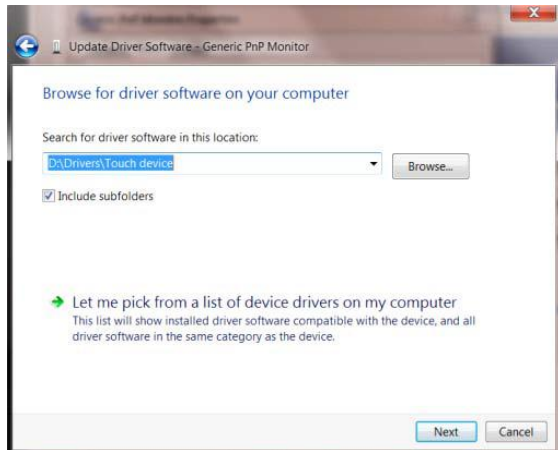 Update Driver Software - Generic PnP Monitor
Browse for driver software on your computer
Search for driver software in this location:
D:\Drivers\Touch device
Browse...
Include subfolders
Let me pick from a list of device drivers on my computer
This list will show installed driver software compatible with the device, and all
driver software in the same category as the device.
Next
Cancel